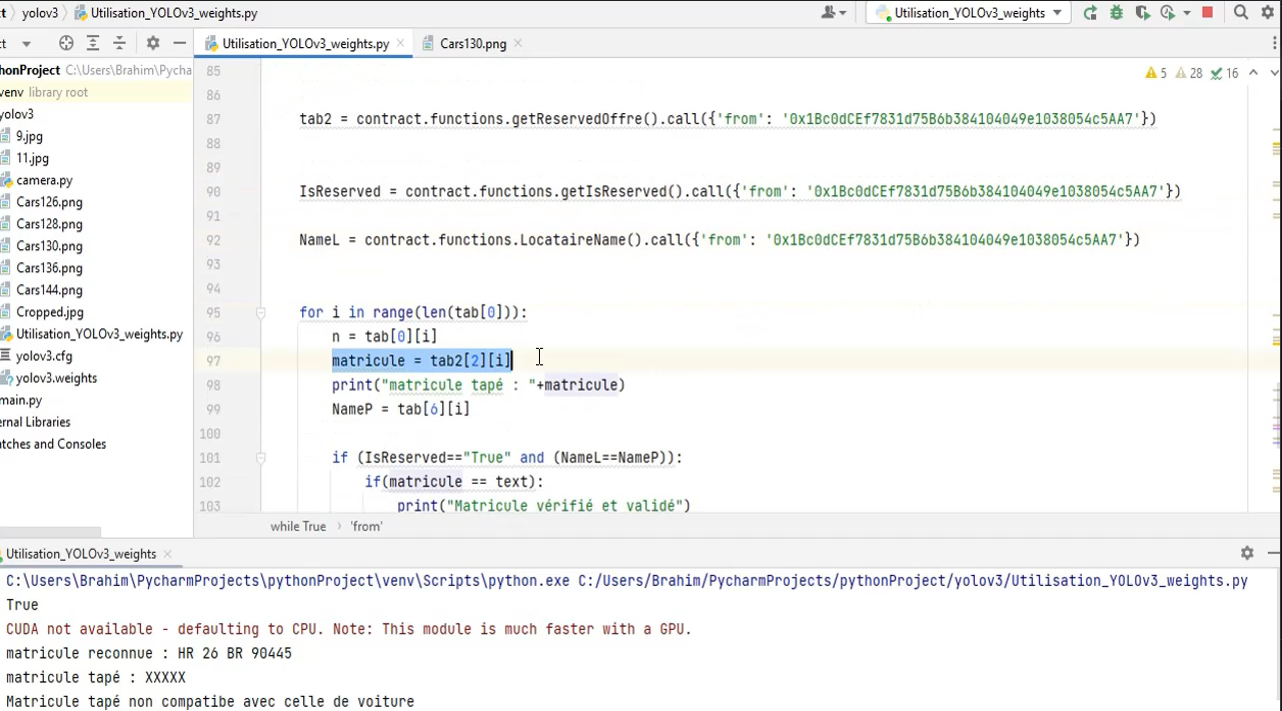 t yolov3 Utilisation_YOLOv3_weights.py Utilisation_YOLOv3_weights
ct Utilisation_YOLOv3_weights.py Cars130.png
5 28 16
thonProject C:\Users\Brahim\Pycha
venv library root
yolov3
9.jpg
11.jpg
camera.py
Cars126.png
Cars128.png
Cars130.png
Cars136.png
Cars144.png
Cropped.jpg
Utilisation_YOLOv3_weights.py
yolov3.cfg
yolov3.weights
main.py
ernal Libraries
atches and Consoles
85
86
87 tab2 = contract.functions.getReservedOffre().call({'from': '0x1Bc0dCEf7831d75B6b384104049e1038054c5AA7'})
88
89
90 IsReserved = contract.functions.getIsReserved().call({'from': '0x1Bc0dCEf7831d75B6b384104049e1038054c5AA7'})
91
92 NameL = contract.functions.LocataireName().call({'from': '0x1Bc0dCEf7831d75B6b384104049e1038054c5AA7'})
93
94
95 for i in range(len(tab[0])):
96 n = tab[0][i]
97 matricule = tab2[2][i]
98 print("matricule tapé : "+matricule)
99 NameP = tab[6][i]
100
101 if (IsReserved=="True" and (NameL==NameP)):
102 if(matricule == text):
103 print("Matricule vérifié et validé")
while True › 'from'
Utilisation_YOLOv3_weights
C:\Users\Brahim\PycharmProjects\pythonProject\venv\Scripts\python.exe C:/Users/Brahim/PycharmProjects/pythonProject/yolov3/Utilisation_YOLOv3_weights.py
True
CUDA not available - defaulting to CPU. Note: This module is much faster with a GPU.
matricule reconnue : HR 26 BR 90445
matricule tapé : XXXXX
Matricule tapé non compatibe avec celle de voiture